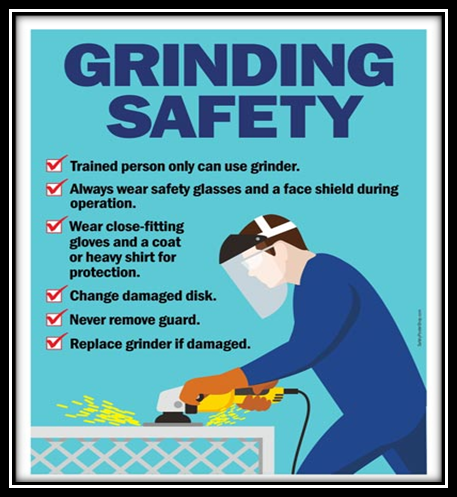 GRINDING
SAFETY
Trained person only can use grinder.
Always wear safety glasses and a face shield during
operation.
Wear close-fitting
gloves and a coat
or heavy shirt for
protection.
Change damaged disk.
Never remove guard.
Replace grinder if damaged.